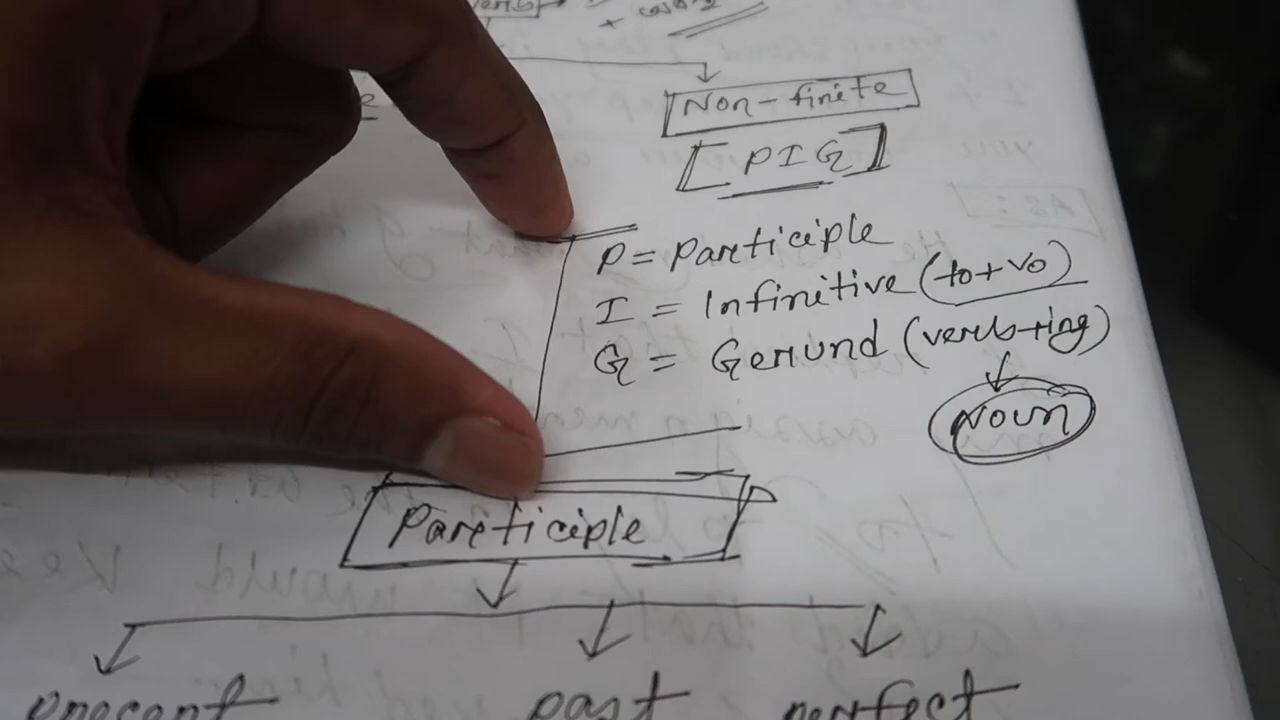 Non-finite
[PIG]
P = Participle
I = Infinitive (to+v0)
G = Gerund (verb+ing)
Noun
Participle
present past perfect